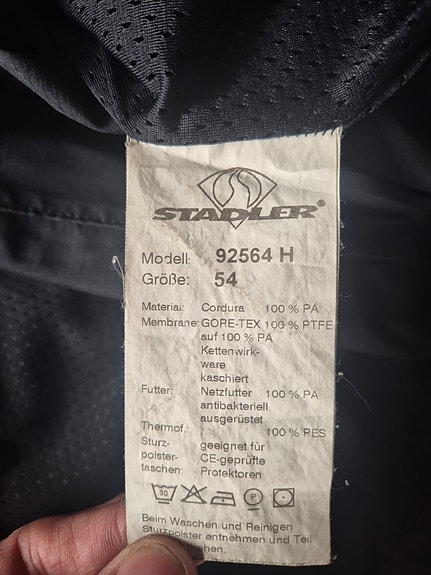 STADLER®
Modell: 92564 H
Größe: 54
Material: Cordura 100 % PA
Membrane: GORE-TEX 100 % PTFE
auf 100 % PA
Kettenwirk-
ware
kaschiert
Futter: Netzfutter 100 % PA
antibakteriell
ausgerüstet
Thermof.: 100 % PES
Sturz- geeignet für
polster- CE-geprüfte
taschen: Protektoren
30 P
Beim Waschen und Reinigen
Sturzpolster entnehmen und Teil